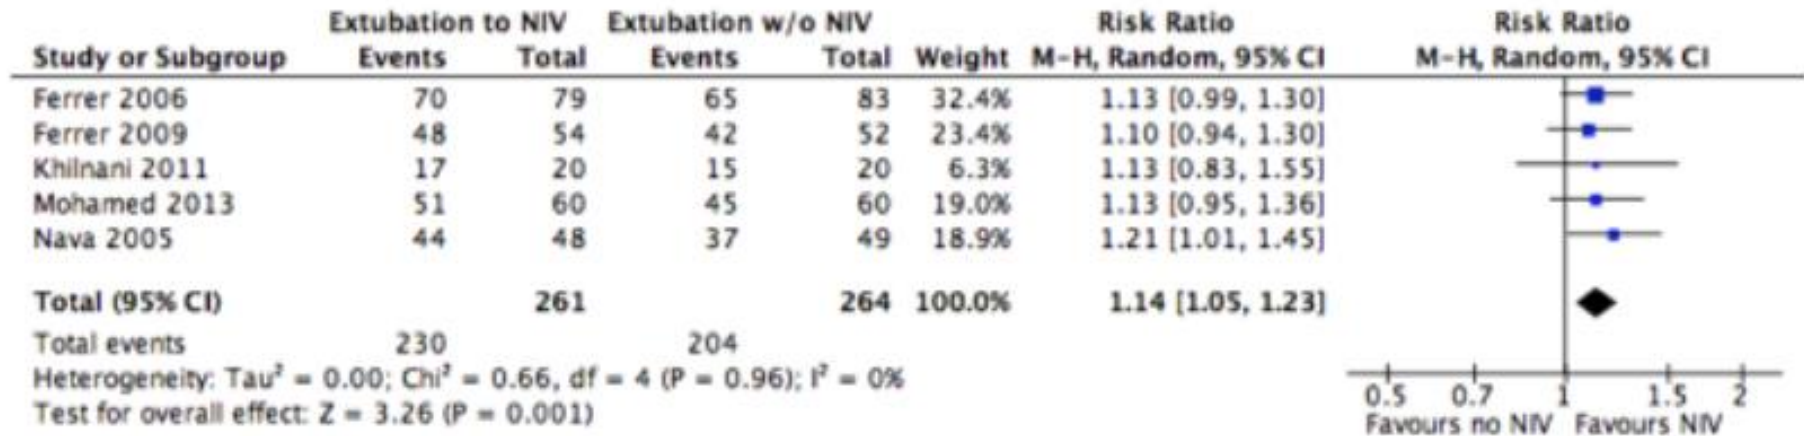 Extubation to NIV Extubation w/o NIV Risk Ratio Risk Ratio
Study or Subgroup Events Total Events Total Weight M-H, Random, 95% CI M-H, Random, 95% CI
Ferrer 2006 70 79 65 83 32.4% 1.13 [0.99, 1.30]
Ferrer 2009 48 54 42 52 23.4% 1.10 [0.94, 1.30]
Khilnani 2011 17 20 15 20 6.3% 1.13 [0.83, 1.55]
Mohamed 2013 51 60 45 60 19.0% 1.13 [0.95, 1.36]
Nava 2005 44 48 37 49 18.9% 1.21 [1.01, 1.45]
Total (95% CI) 261 264 100.0% 1.14 [1.05, 1.23]
Total events 230 204
Heterogeneity: Tau² = 0.00; Chi² = 0.66, df = 4 (P = 0.96); I² = 0%
Test for overall effect: Z = 3.26 (P = 0.001)
0.5 0.7 1 1.5 2
Favours no NIV Favours NIV